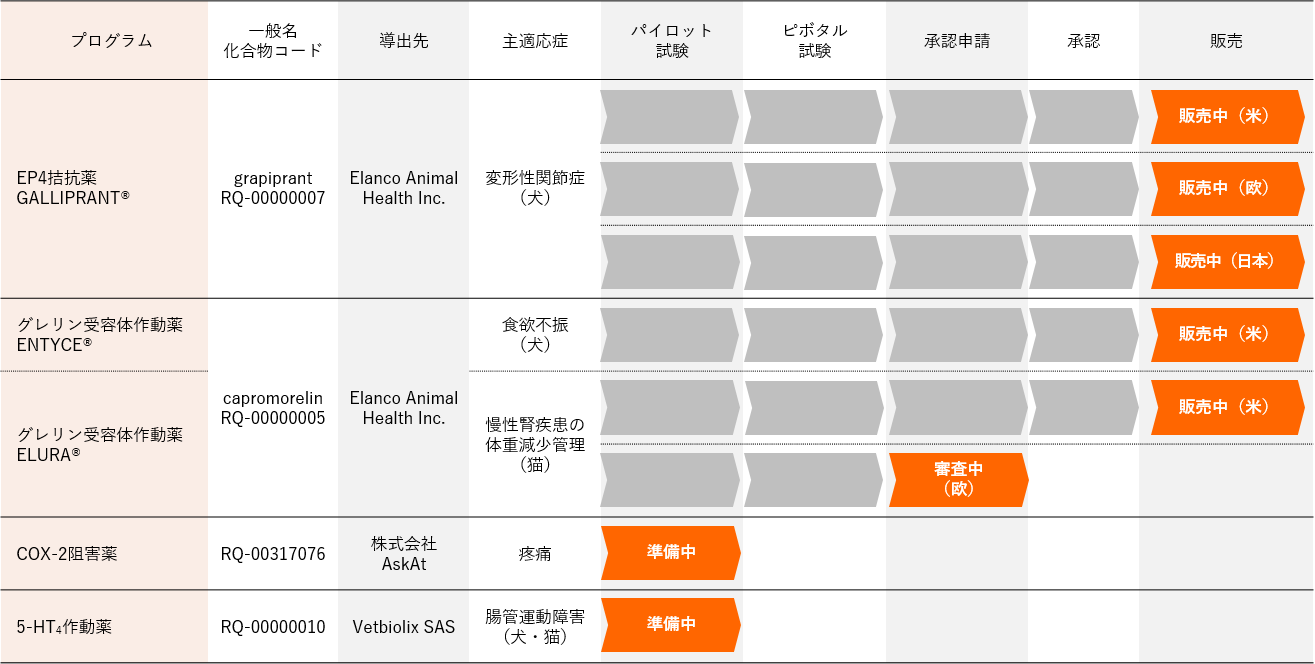 プログラム
一般名
化合物コード
導出先
主適応症
パイロット
試験
ピボタル
試験
承認申請
承認
販売
EP4拮抗薬
GALLIPRANT®
grapiprant
RQ-00000007
Elanco Animal
Health Inc.
変形性関節症
（犬）
販売中（米）
販売中（欧）
販売中（日本）
グレリン受容体作動薬
ENTYCE®
capromorelin
RQ-00000005
Elanco Animal
Health Inc.
食欲不振
（犬）
販売中（米）
グレリン受容体作動薬
ELURA®
慢性腎疾患の
体重減少管理
（猫）
販売中（米）
審査中
（欧）
COX-2阻害薬
RQ-00317076
株式会社
AskAt
疼痛
準備中
5-HT₄作動薬
RQ-00000010
Vetbiolix SAS
腸管運動障害
（犬・猫）
準備中